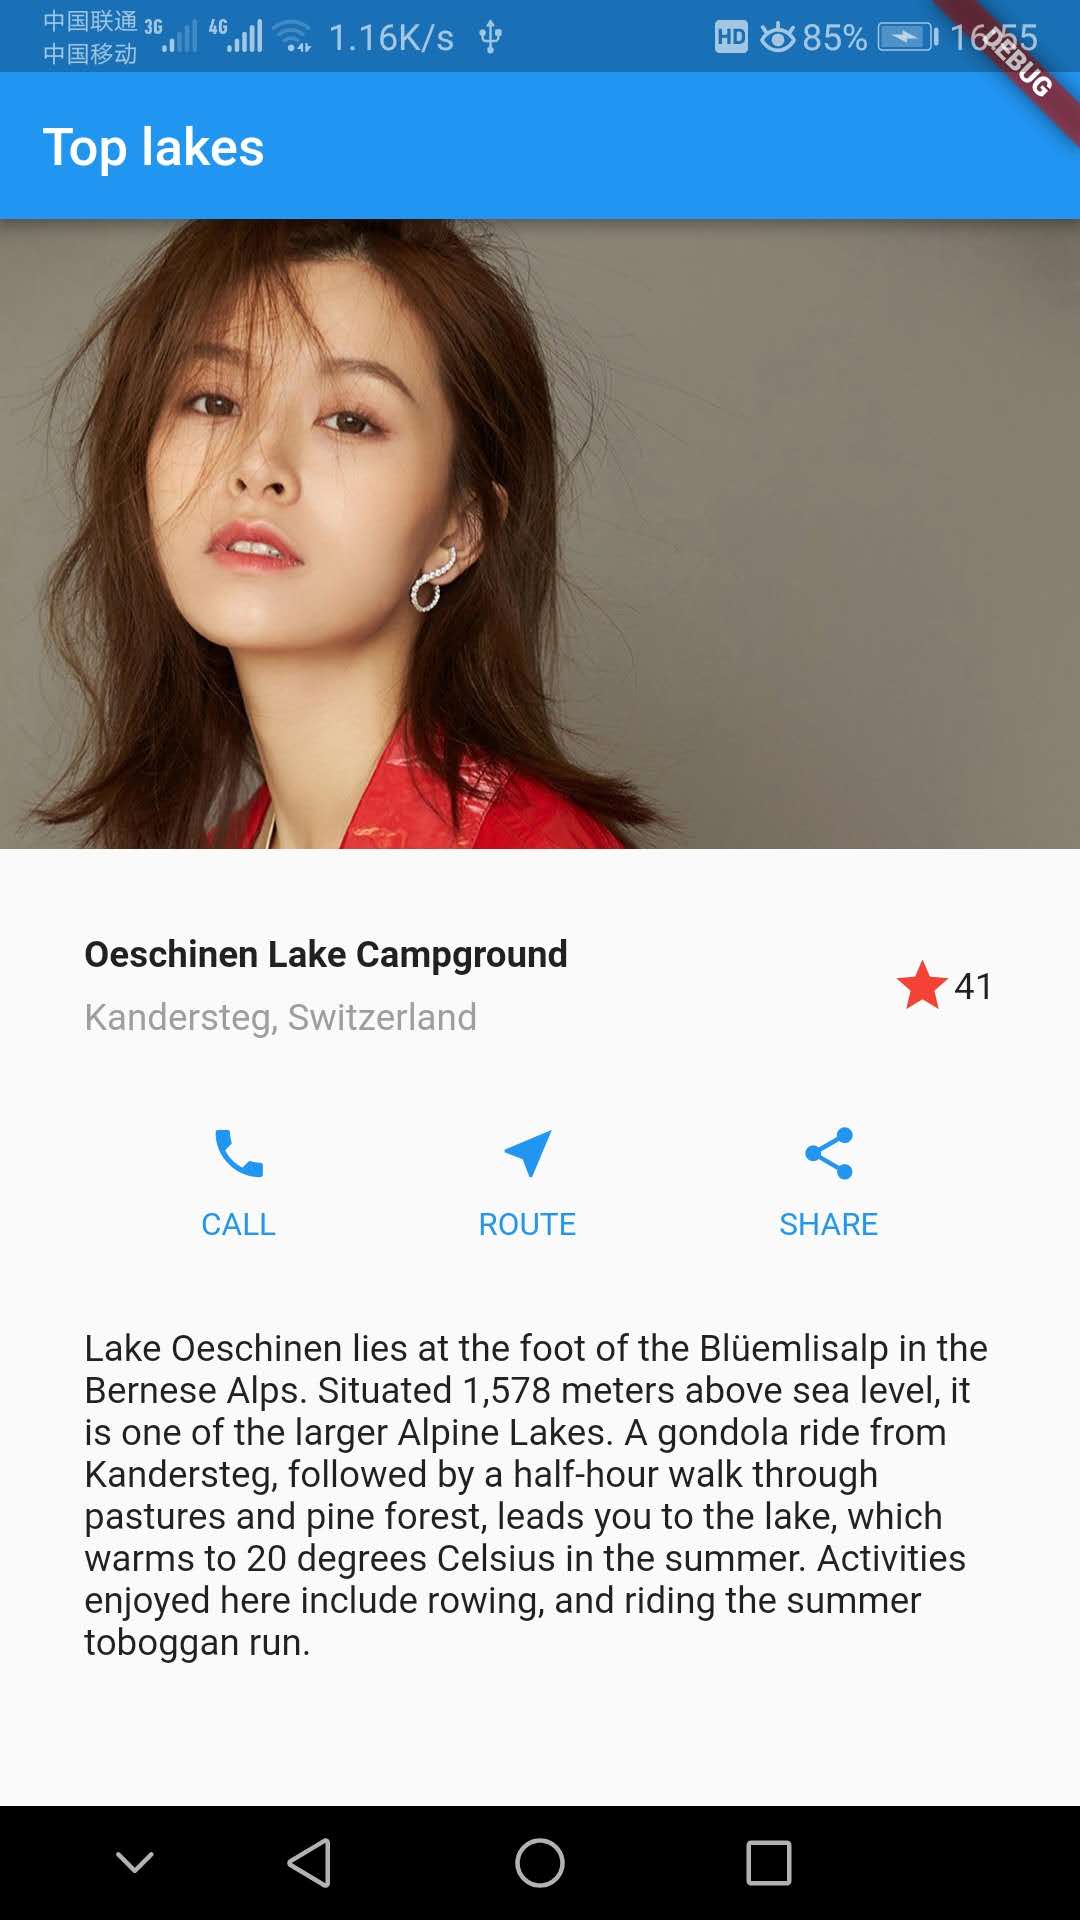 中国联通 3G 4G 1.16K/s HD 85% 16:55
中国移动
DEBUG
Top lakes
Oeschinen Lake Campground
41
Kandersteg, Switzerland
CALL ROUTE SHARE
Lake Oeschinen lies at the foot of the Blüemlisalp in the
Bernese Alps. Situated 1,578 meters above sea level, it
is one of the larger Alpine Lakes. A gondola ride from
Kandersteg, followed by a half-hour walk through
pastures and pine forest, leads you to the lake, which
warms to 20 degrees Celsius in the summer. Activities
enjoyed here include rowing, and riding the summer
toboggan run.